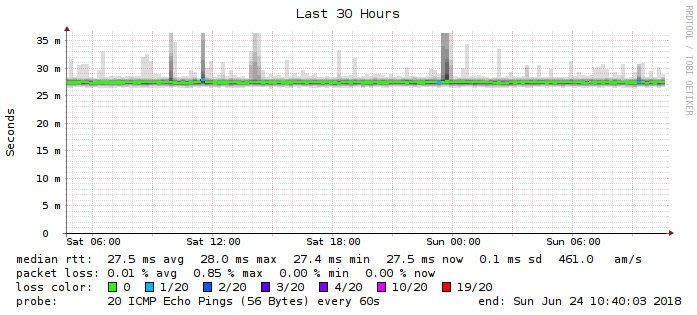 Last 30 Hours
RRDTOOL / TOBI OETIKER
Seconds
35 m
30 m
25 m
20 m
15 m
10 m
5 m
0
Sat 06:00 Sat 12:00 Sat 18:00 Sun 00:00 Sun 06:00
median rtt: 27.5 ms avg 28.0 ms max 27.4 ms min 27.5 ms now 0.1 ms sd 461.0 am/s
packet loss: 0.01 % avg 0.85 % max 0.00 % min 0.00 % now
loss color: 0 1/20 2/20 3/20 4/20 10/20 19/20
probe: 20 ICMP Echo Pings (56 Bytes) every 60s end: Sun Jun 24 10:40:03 2018